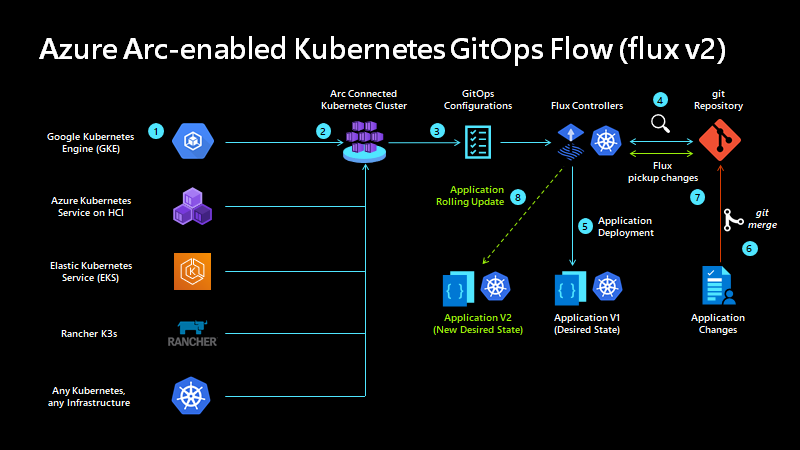 Azure Arc-enabled Kubernetes GitOps Flow (flux v2)
Arc Connected
Kubernetes Cluster
GitOps
Configurations
Flux Controllers
4
git
Repository
1
2
3
Google Kubernetes
Engine (GKE)
Flux
pickup changes
Azure Kubernetes
Service on HCI
Application
Rolling Update
8
7
5
Application
Deployment
git
merge
6
Elastic Kubernetes
Service (EKS)
K
{ }
{ }
Application V2
(New Desired State)
Application V1
(Desired State)
Application
Changes
Rancher K3s
RANCHER
Any Kubernetes,
any Infrastructure